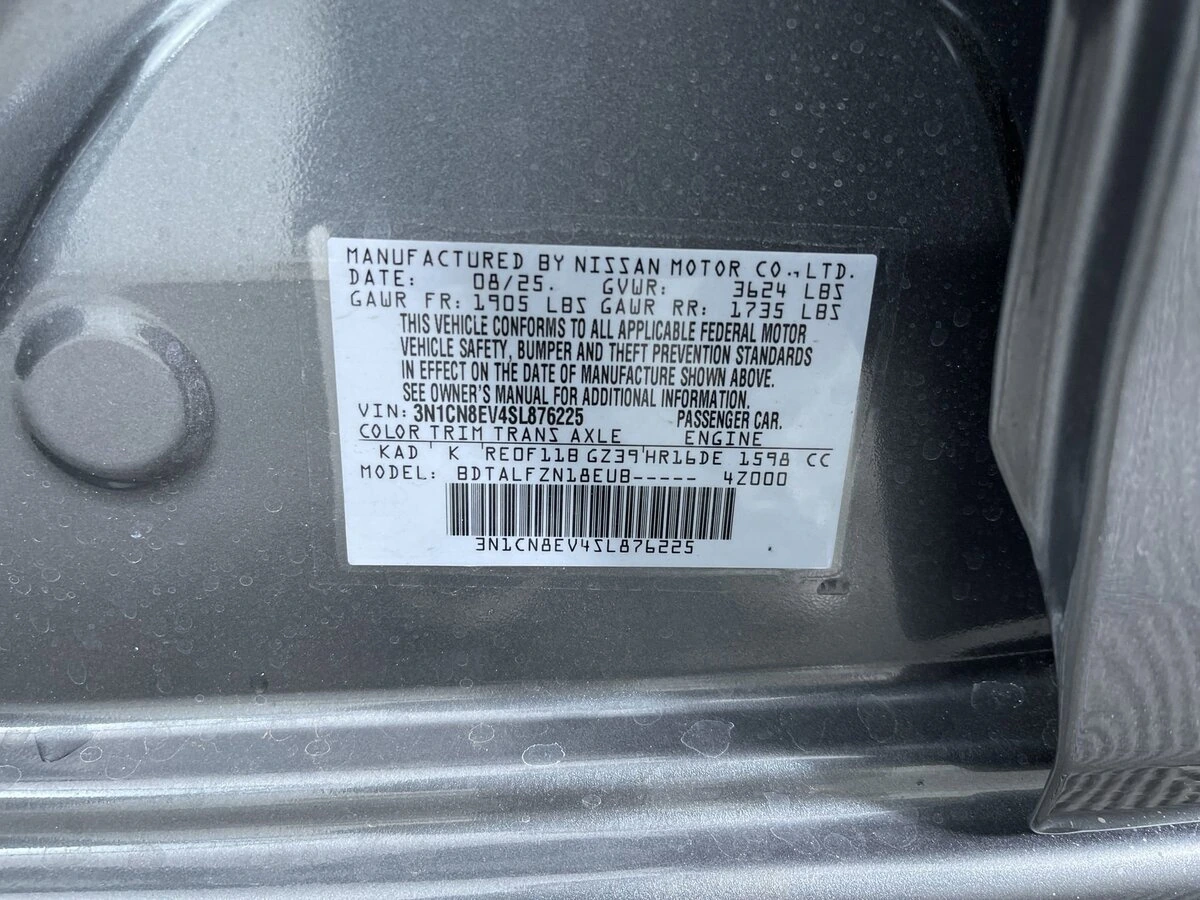 MANUFACTURED BY NISSAN MOTOR CO., LTD.
DATE: 08/25. GVWR: 3624 LBS
GAWR FR: 1905 LBS GAWR RR: 1735 LBS
THIS VEHICLE CONFORMS TO ALL APPLICABLE FEDERAL MOTOR
VEHICLE SAFETY, BUMPER AND THEFT PREVENTION STANDARDS
IN EFFECT ON THE DATE OF MANUFACTURE SHOWN ABOVE.
SEE OWNER'S MANUAL FOR ADDITIONAL INFORMATION.
VIN: 3N1CN8EV4SL876225 PASSENGER CAR.
COLOR TRIM TRANS AXLE ENGINE
KAD K RE0F11B GZ39 HR16DE 1598 CC
MODEL: BDTALFZN18EUB----- 4Z000
3N1CN8EV4SL876225